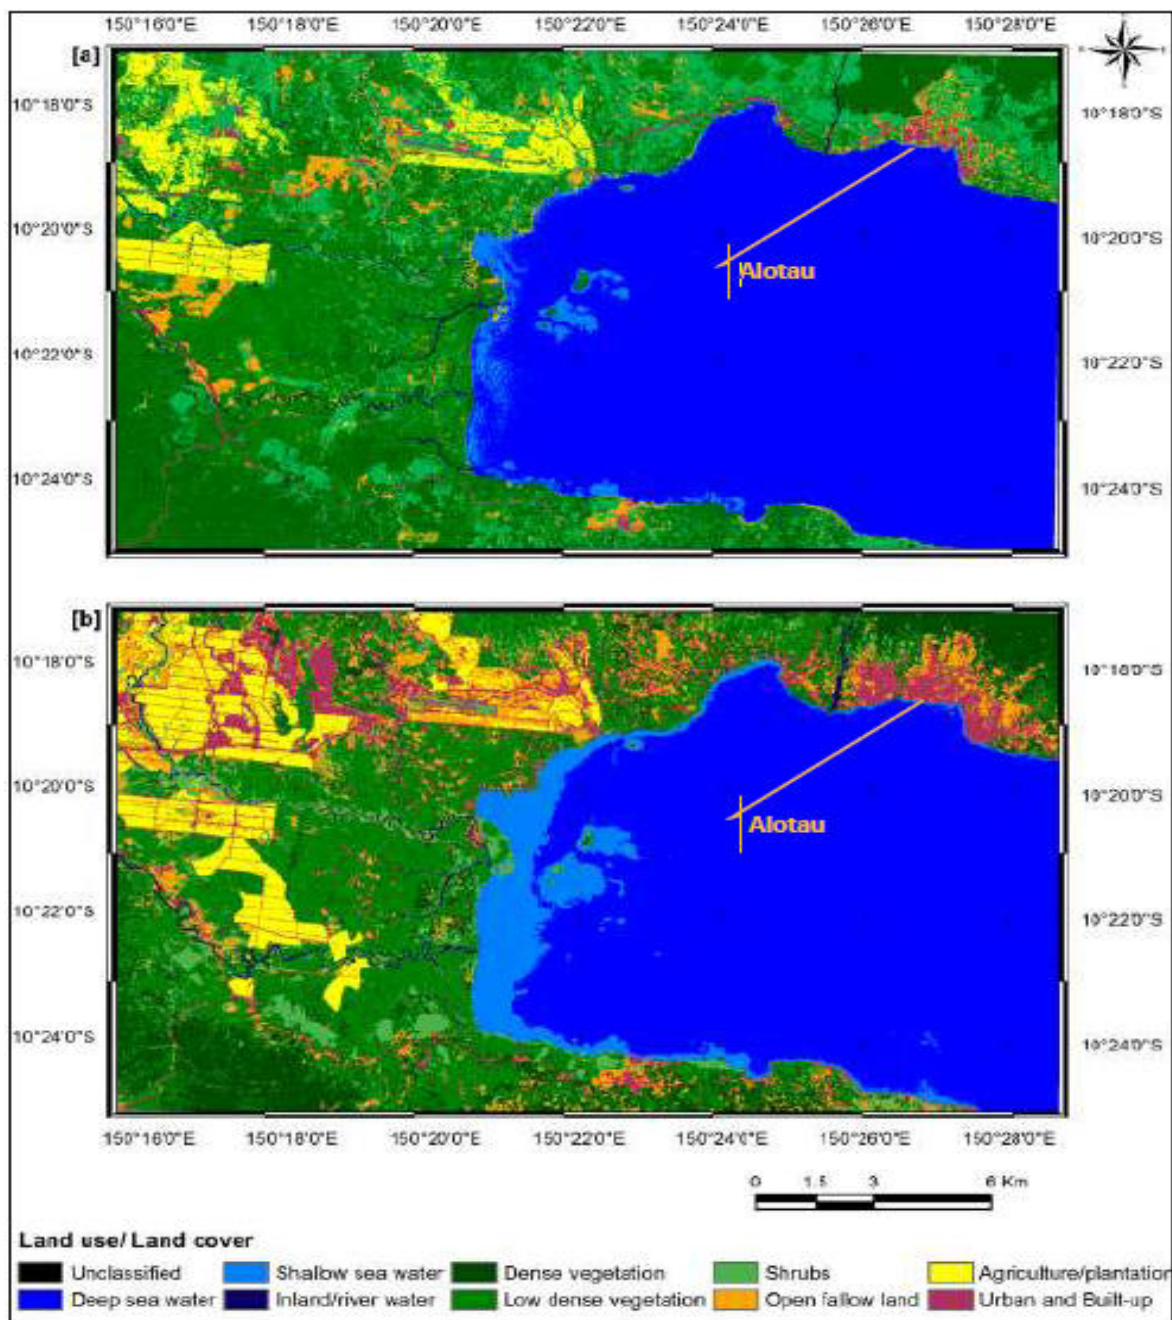 150°16'0"E 150°18'0"E 150°20'0"E 150°22'0"E 150°24'0"E 150°26'0"E 150°28'0"E
[a]
10°18'0"S 10°18'0"S
10°20'0"S 10°20'0"S
Alotau
10°22'0"S 10°22'0"S
10°24'0"S 10°24'0"S
[b]
10°18'0"S 10°18'0"S
10°20'0"S 10°20'0"S
Alotau
10°22'0"S 10°22'0"S
10°24'0"S 10°24'0"S
150°16'0"E 150°18'0"E 150°20'0"E 150°22'0"E 150°24'0"E 150°26'0"E 150°28'0"E
0 1.5 3 6 Km
Land use/ Land cover
Unclassified Shallow sea water Dense vegetation Shrubs Agriculture/plantation
Deep sea water Inland/river water Low dense vegetation Open fallow land Urban and Built-up